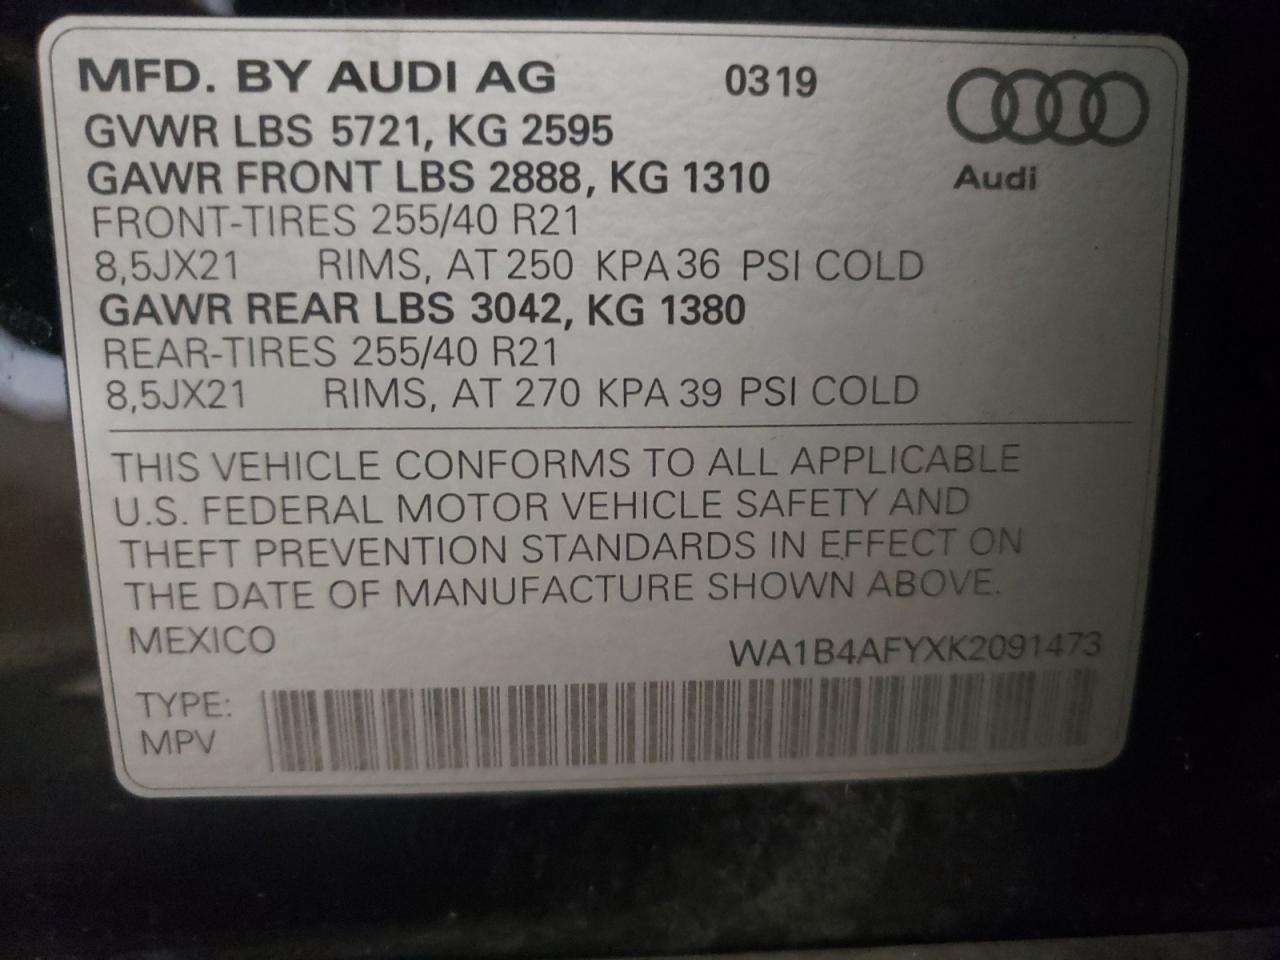 MFD. BY AUDI AG 0319
GVWR LBS 5721, KG 2595
GAWR FRONT LBS 2888, KG 1310
Audi
FRONT-TIRES 255/40 R21
8,5JX21 RIMS, AT 250 KPA 36 PSI COLD
GAWR REAR LBS 3042, KG 1380
REAR-TIRES 255/40 R21
8,5JX21 RIMS, AT 270 KPA 39 PSI COLD
THIS VEHICLE CONFORMS TO ALL APPLICABLE
U.S. FEDERAL MOTOR VEHICLE SAFETY AND
THEFT PREVENTION STANDARDS IN EFFECT ON
THE DATE OF MANUFACTURE SHOWN ABOVE.
MEXICO WA1B4AFYXK2091473
TYPE:
MPV